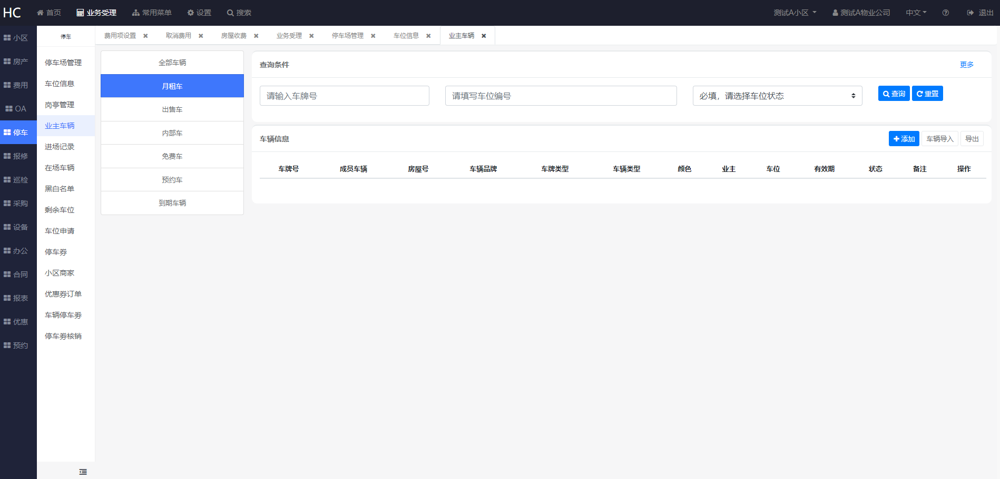 HC 首页 业务受理 常用菜单 设置 搜索 测试A小区 测试A物业公司 中文 退出
小区
房产
费用
OA
停车
报修
巡检
采购
设备
办公
合同
报表
优惠
预约
停车
停车场管理
车位信息
岗亭管理
业主车辆
进场记录
在场车辆
黑白名单
剩余车位
车位申请
停车券
小区商家
优惠券订单
车辆停车券
停车券核销
费用项设置 取消费用 房屋收费 业务受理 停车场管理 车位信息 业主车辆
全部车辆
月租车
出售车
内部车
免费车
预约车
到期车辆
查询条件 更多
请输入车牌号 请填写车位编号 必填，请选择车位状态 查询 重置
车辆信息 添加 车辆导入 导出
车牌号 成员车辆 房屋号 车辆品牌 车牌类型 车辆类型 颜色 业主 车位 有效期 状态 备注 操作